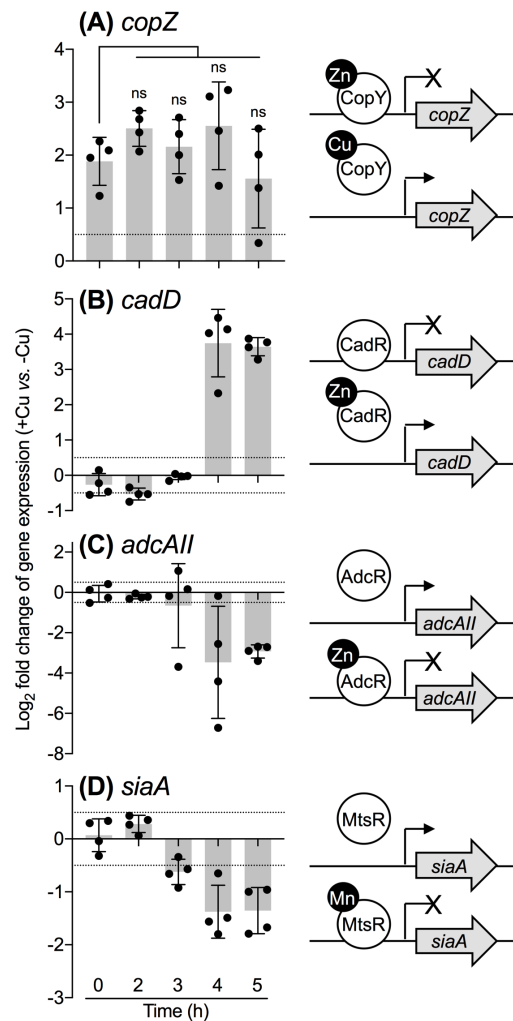 (A) copZ
4
3
2
1
0
ns
ns
ns
ns
Zn
CopY
X
copZ
Cu
CopY
copZ
(B) cadD
5
4
3
2
1
0
-1
CadR
X
cadD
Zn
CadR
cadD
Log2 fold change of gene expression (+Cu vs. -Cu)
(C) adcAII
2
0
-2
-4
-6
-8
AdcR
adcAII
Zn
AdcR
X
adcAII
(D) siaA
1
0
-1
-2
-3
MtsR
siaA
Mn
MtsR
X
siaA
0 2 3 4 5
Time (h)